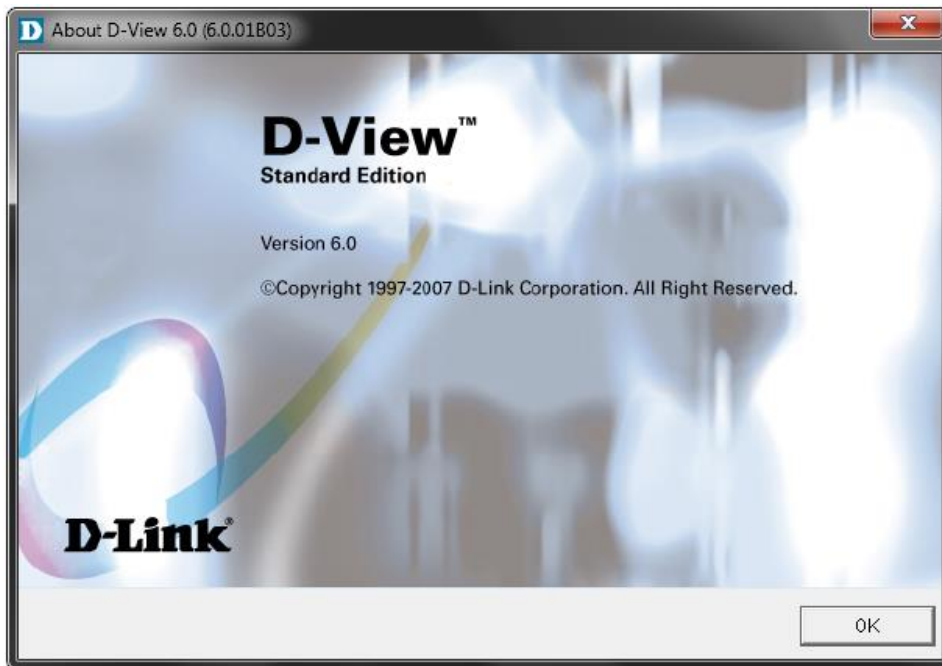 About D-View 6.0 (6.0.01B03)
D-View™
Standard Edition
Version 6.0
©Copyright 1997-2007 D-Link Corporation. All Right Reserved.
D-Link®
OK